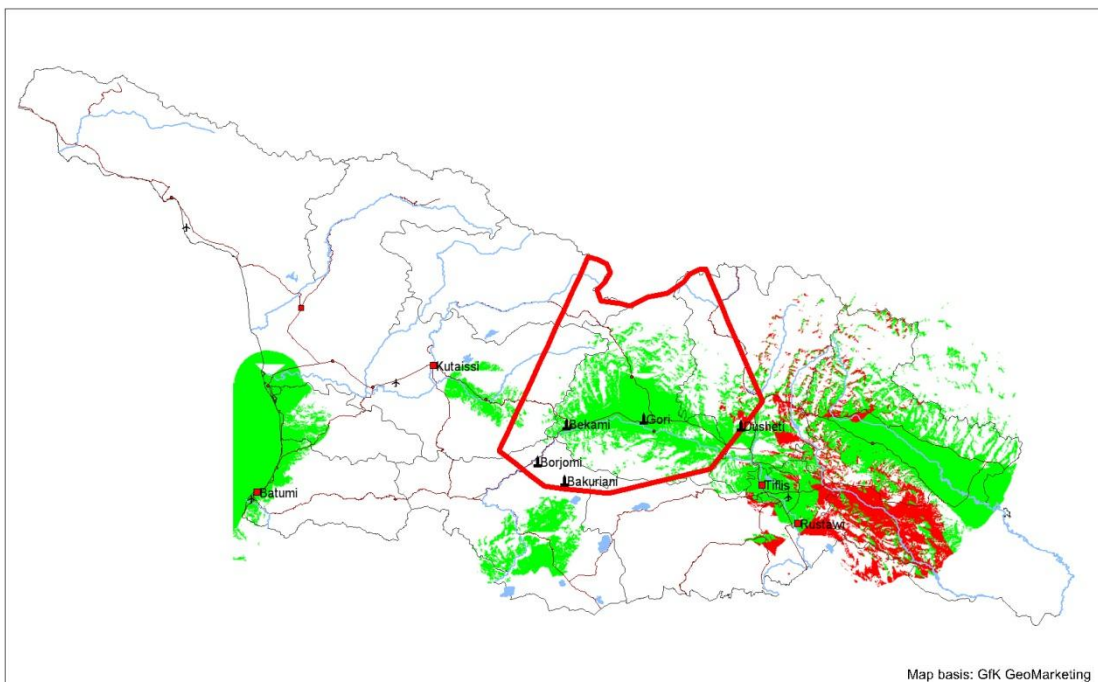 Kutaissi
Bekami
Gori
Dusheti
Borjomi
Bakuriani
Tiflis
Batumi
Rustawi
Map basis: GfK GeoMarketing